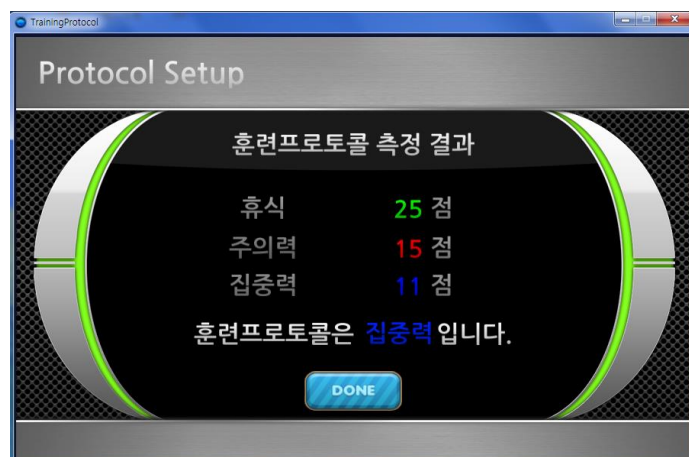 TrainingProtocol
Protocol Setup
훈련프로토콜 측정 결과
휴식 25 점
주의력 15 점
집중력 11 점
훈련프로토콜은 집중력 입니다.
DONE